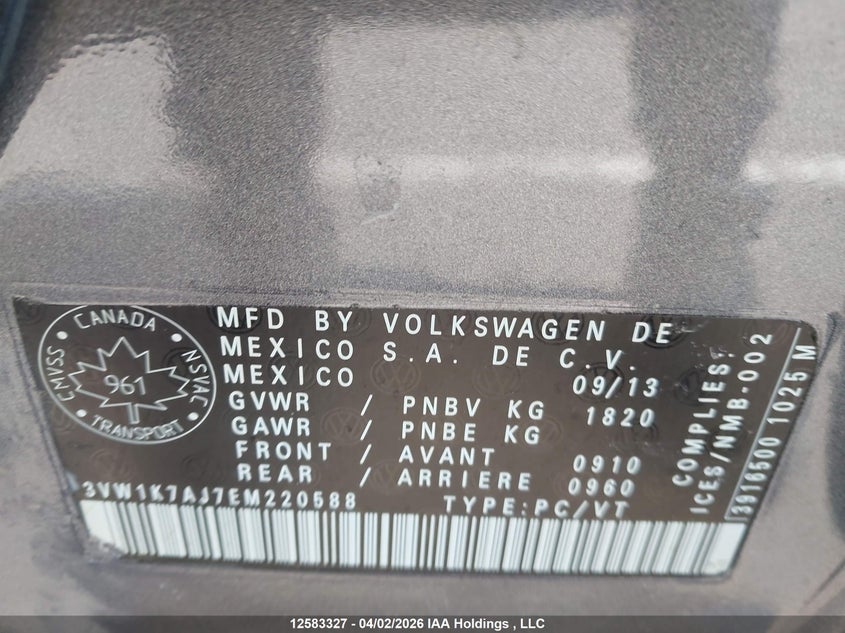 CANADA
CMVSS
NSVAC
961
TRANSPORT
MFD BY VOLKSWAGEN DE
MEXICO S.A. DE C.V.
MEXICO 09/13
GVWR / PNBV KG 1820
GAWR / PNBE KG
FRONT / AVANT 0910
REAR / ARRIERE 0960
3VW1K7AJ7EM220588 TYPE:PC/VT
COMPLIES:
ICES/NMB-002
3916500 1025 M
12583327 - 04/02/2026 IAA Holdings , LLC